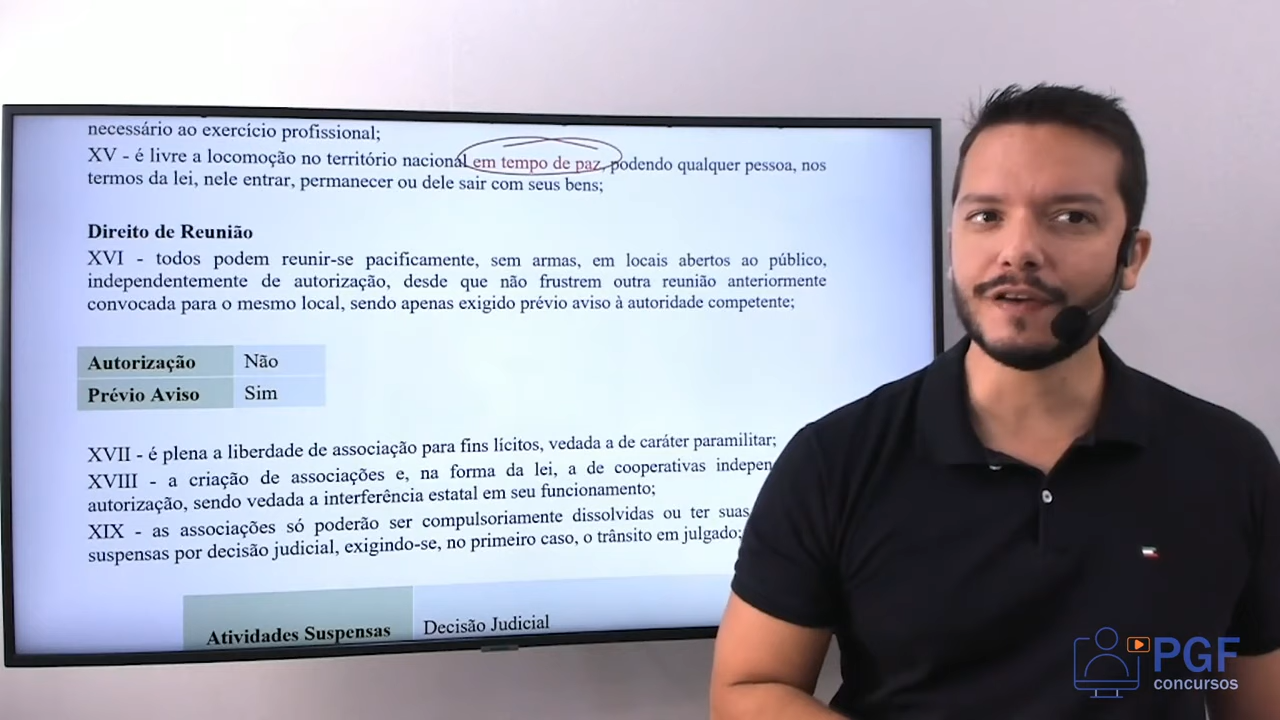 necessário ao exercício profissional;
XV - é livre a locomoção no território nacional em tempo de paz, podendo qualquer pessoa, nos
termos da lei, nele entrar, permanecer ou dele sair com seus bens;
Direito de Reunião
XVI - todos podem reunir-se pacificamente, sem armas, em locais abertos ao público,
independentemente de autorização, desde que não frustrem outra reunião anteriormente
convocada para o mesmo local, sendo apenas exigido prévio aviso à autoridade competente;
Autorização Não
Prévio Aviso Sim
XVII - é plena a liberdade de associação para fins lícitos, vedada a de caráter paramilitar;
XVIII - a criação de associações e, na forma da lei, a de cooperativas indepen
autorização, sendo vedada a interferência estatal em seu funcionamento;
XIX - as associações só poderão ser compulsoriamente dissolvidas ou ter suas
suspensas por decisão judicial, exigindo-se, no primeiro caso, o trânsito em julgado;
Atividades Suspensas Decisão Judicial
PGF
concursos